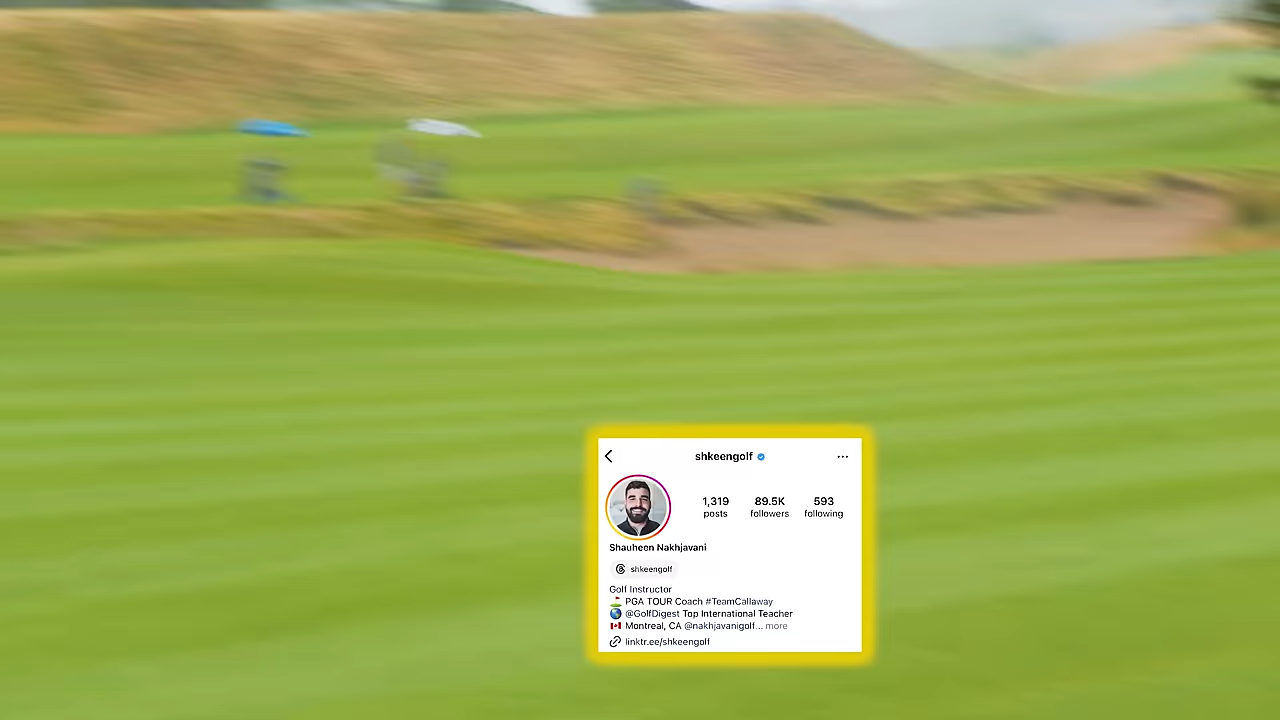 shkeengolf
1,319 89.5K 593
posts followers following
Shauheen Nakhjavani
shkeengolf
Golf Instructor
PGA TOUR Coach #TeamCallaway
@GolfDigest Top International Teacher
Montreal, CA @nakhjavanigolf... more
linktr.ee/shkeengolf